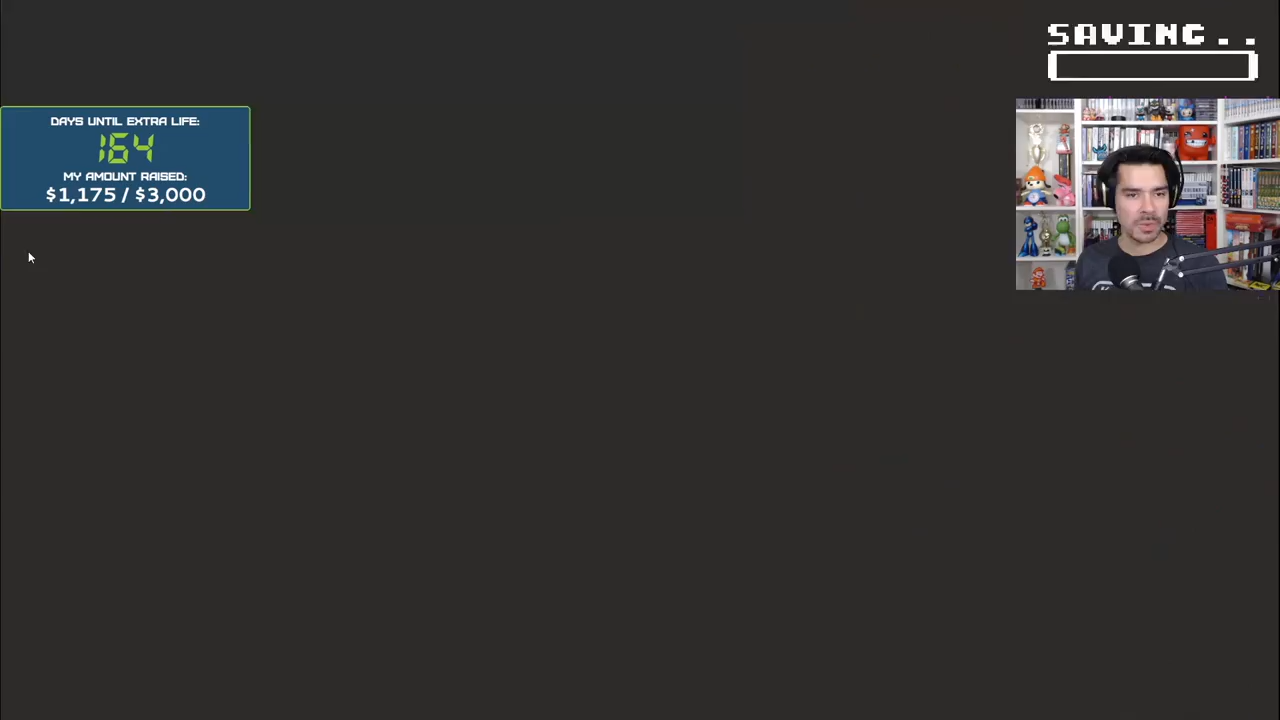 SAVING..
DAYS UNTIL EXTRA LIFE:
164
MY AMOUNT RAISED:
$1,175 / $3,000